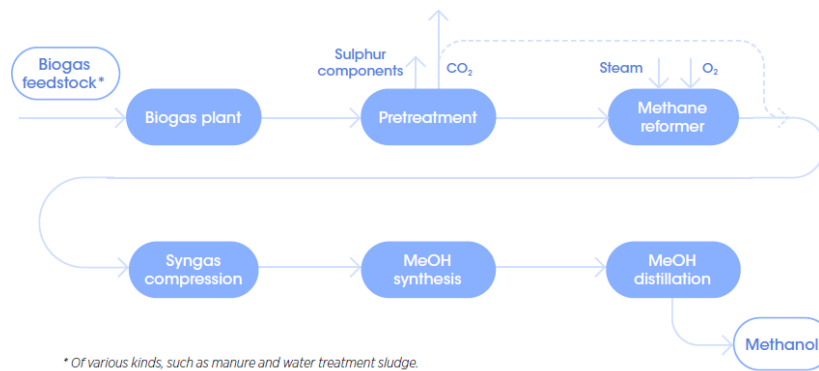 Biogas
feedstock*
Sulphur
components
CO₂
Steam
O₂
Biogas plant
Pretreatment
Methane
reformer
Syngas
compression
MeOH
synthesis
MeOH
distillation
Methanol
* Of various kinds, such as manure and water treatment sludge.